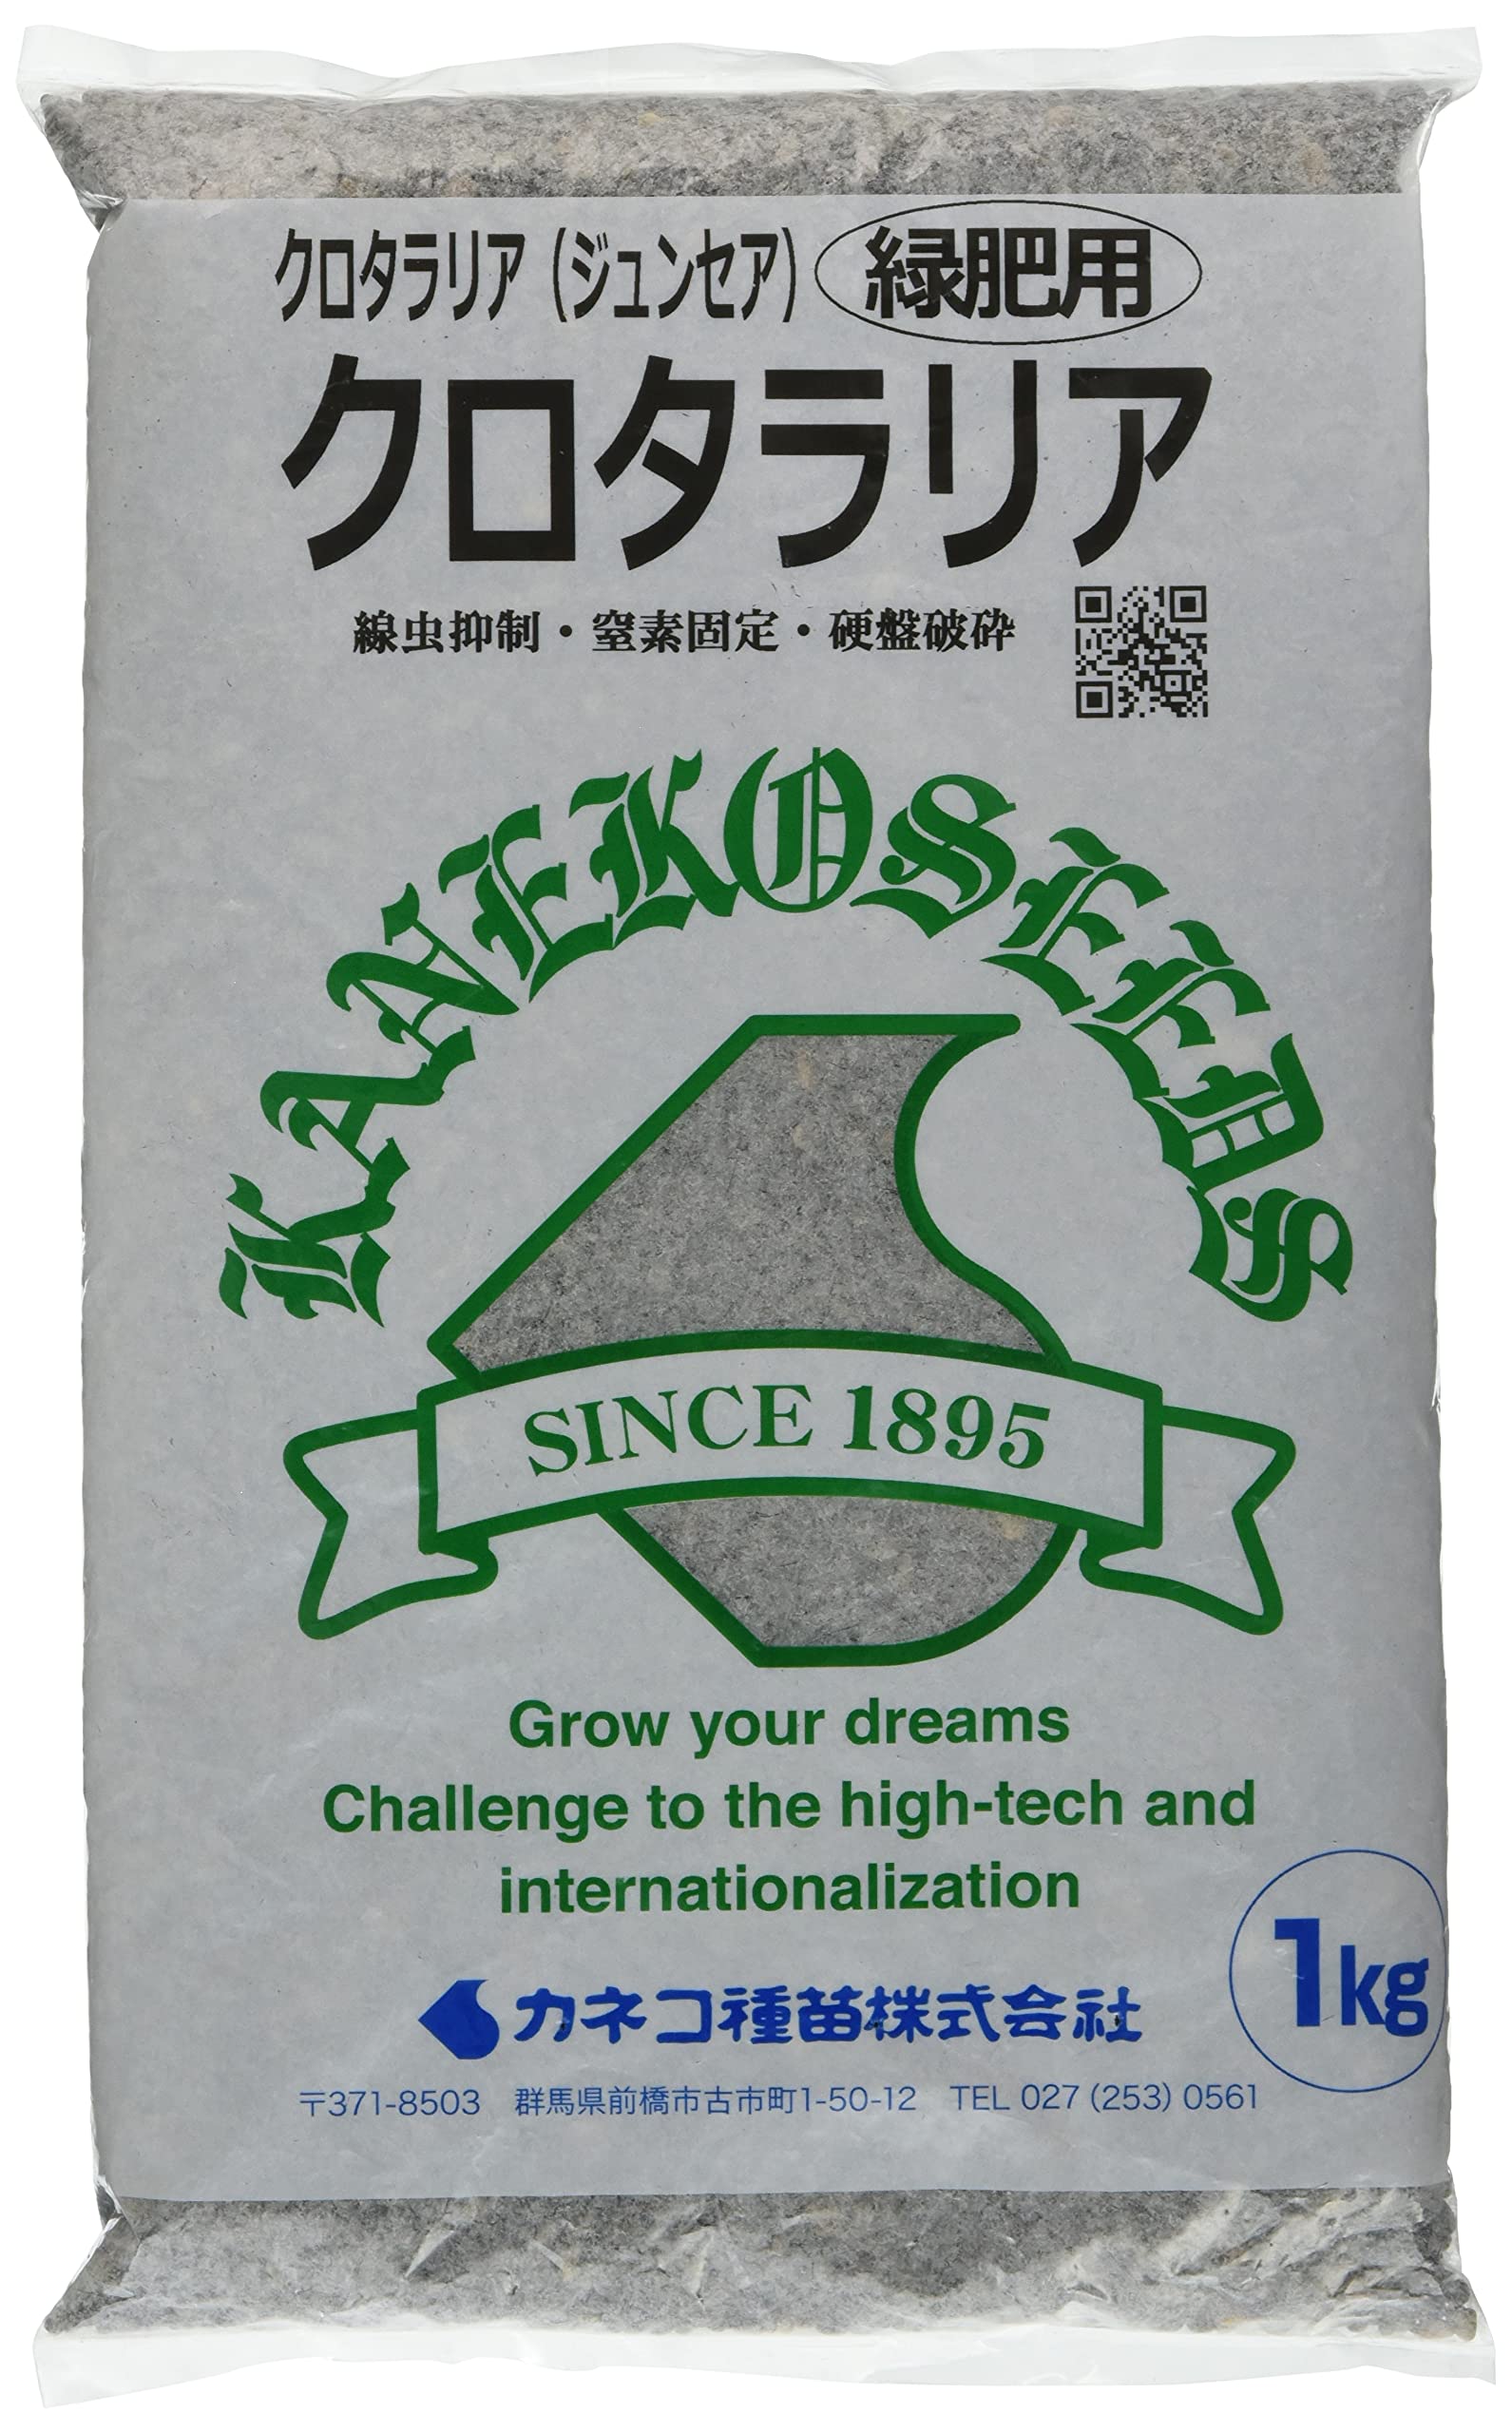 クロタラリア(ジュンセア) 緑肥用
クロタラリア
線虫抑制・窒素固定・硬盤破砕
KANEKO SEEDS
SINCE 1895
Grow your dreams
Challenge to the high-tech and
internationalization
1kg
カネコ種苗株式会社
〒371-8503 群馬県前橋市古市町1-50-12 TEL 027 (253) 0561